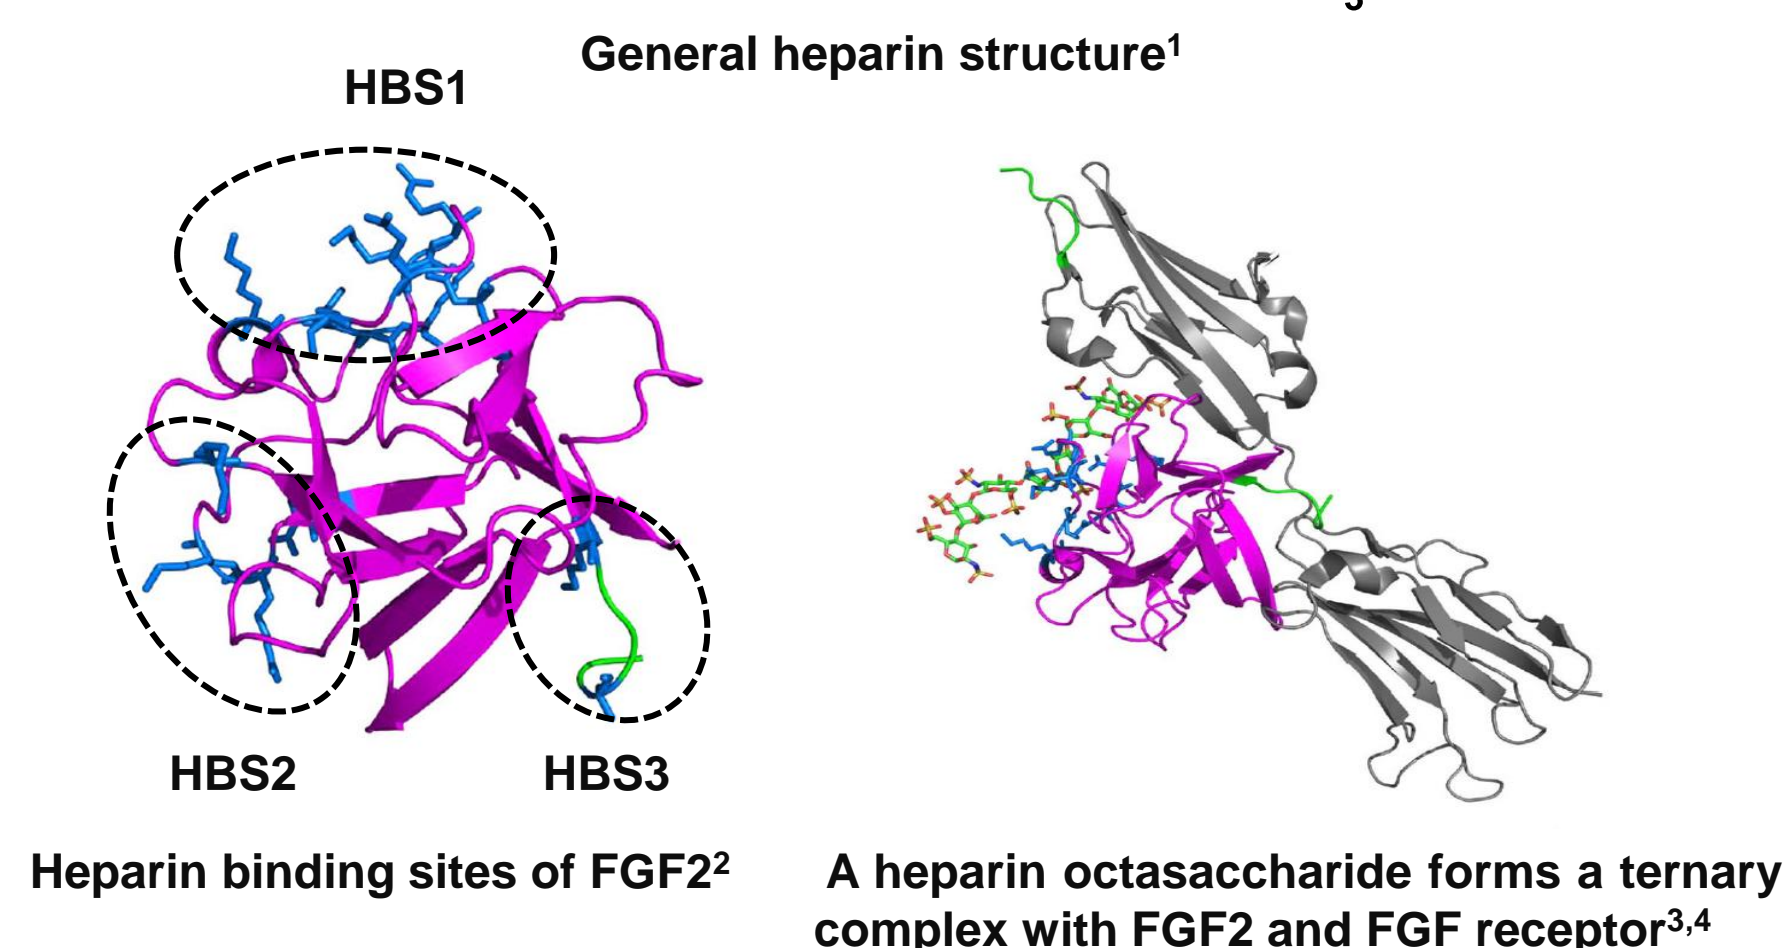 3
General heparin structure¹
HBS1
HBS2
HBS3
Heparin binding sites of FGF2²
A heparin octasaccharide forms a ternary
complex with FGF2 and FGF receptor³,⁴